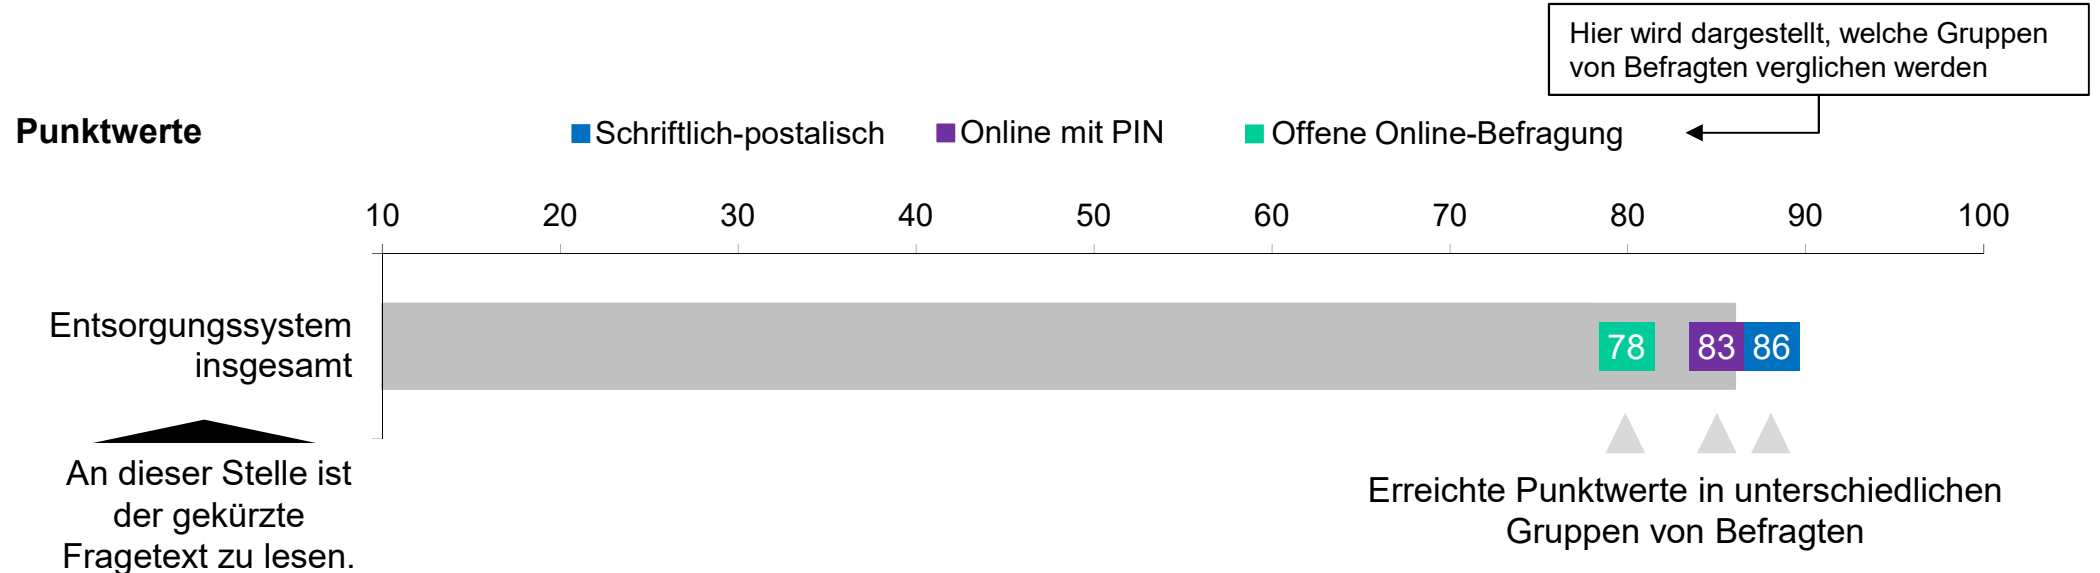 Hier wird dargestellt, welche Gruppen
von Befragten verglichen werden
Punktwerte
Schriftlich-postalisch
Online mit PIN
Offene Online-Befragung
10 20 30 40 50 60 70 80 90 100
Entsorgungssystem
insgesamt
78 83 86
An dieser Stelle ist
der gekürzte
Fragetext zu lesen.
Erreichte Punktwerte in unterschiedlichen
Gruppen von Befragten